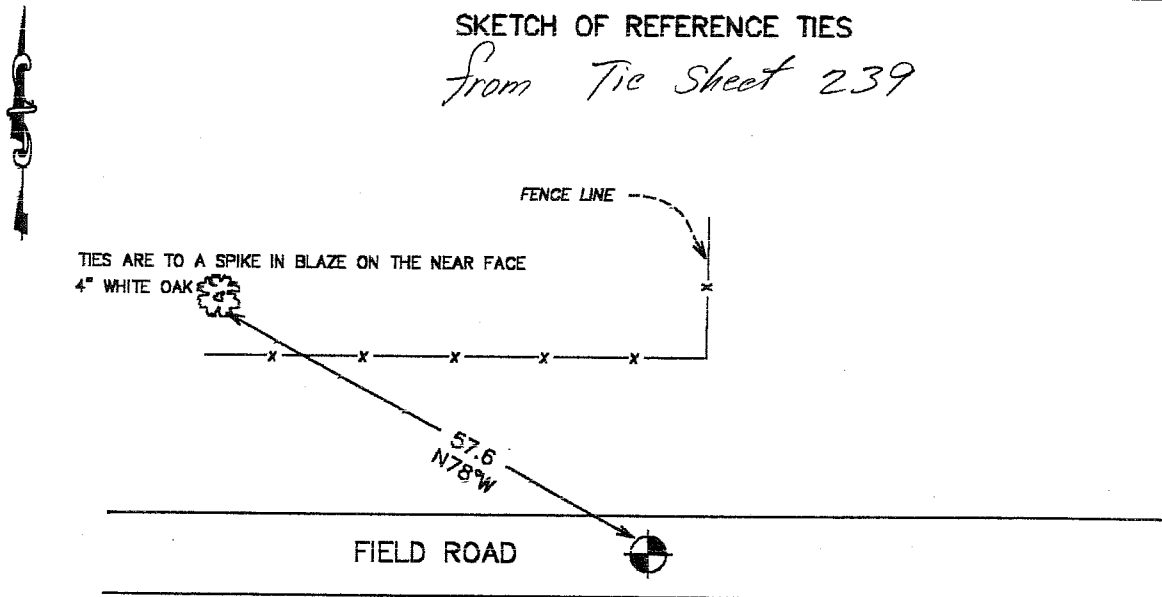 SKETCH OF REFERENCE TIES
from Tie Sheet 239
FENCE LINE
TIES ARE TO A SPIKE IN BLAZE ON THE NEAR FACE
4" WHITE OAK
x
x x x x x
57.6
N78°W
FIELD ROAD